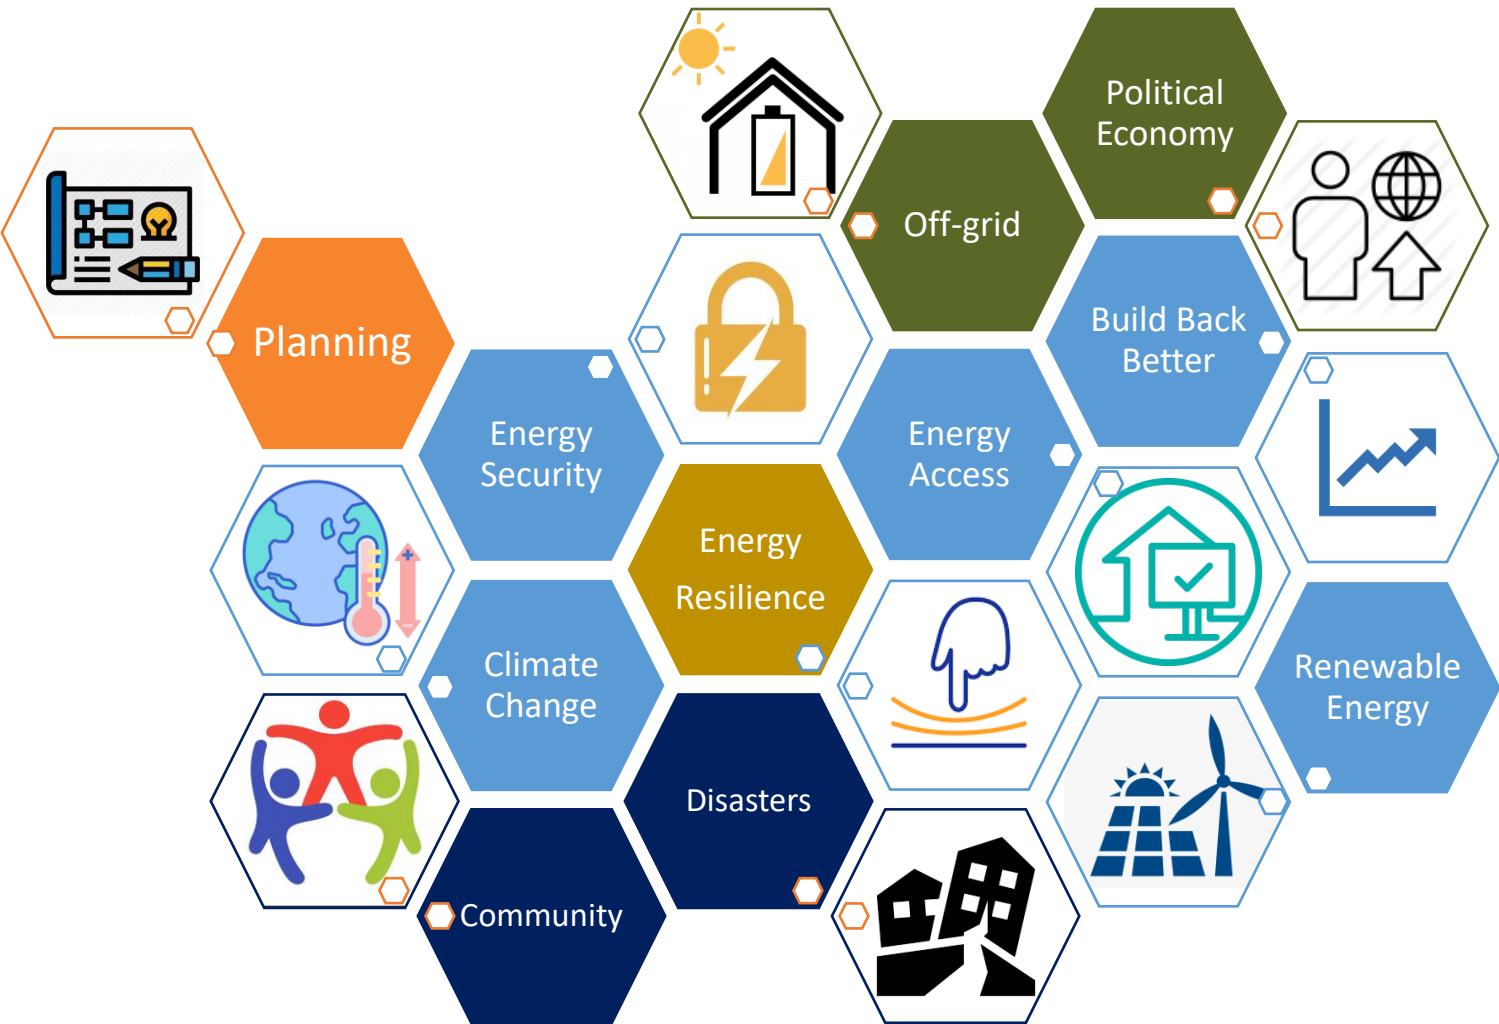 Political
Economy
Off-grid
Planning
Build Back
Better
Energy
Security
Energy
Access
Energy
Resilience
Climate
Change
Renewable
Energy
Disasters
Community